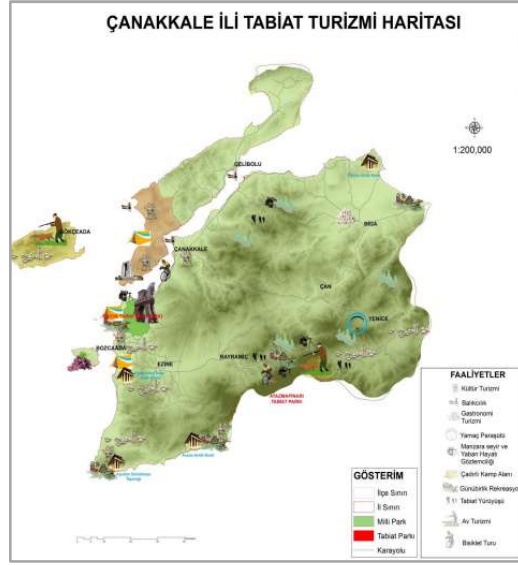 ÇANAKKALE İLİ TABİAT TURİZMİ HARİTASI
1:200,000
GELİBOLU
BİGA
GÖKÇEADA
ÇANAKKALE
ÇAN
YENİCE
BOZCAADA
EZİNE
BAYRAMİÇ
AYAZMAPINARI
TABİAT PARKI
FAALİYETLER
Kültür Turizmi
Balıkçılık
Gastronomi
Turizmi
Yamaç Paraşütü
Manzara seyir ve
Yaban Hayatı
Gözlemciliği
Çadırlı Kamp Alanı
Günübirlik Rekreasyo
Tabiat Yürüyüşü
Av Turizmi
Bisiklet Turu
GÖSTERİM
İlçe Sınırı
İl Sınırı
Milli Park
Tabiat Parkı
Karayolu